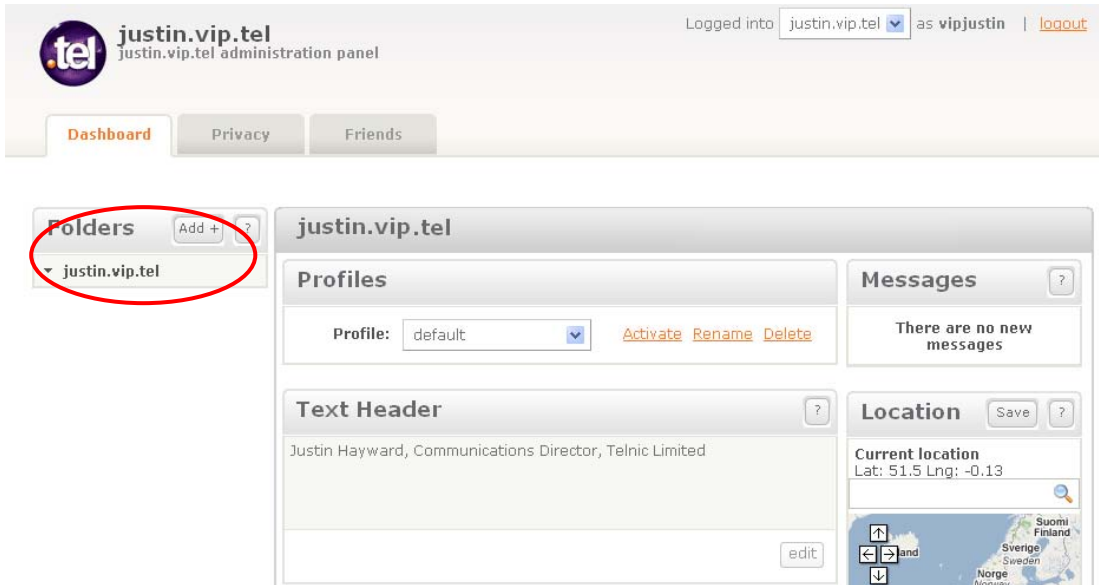 .tel
justin.vip.tel
justin.vip.tel administration panel
Logged into justin.vip.tel as vipjustin | logout
Dashboard Privacy Friends
Folders Add + ?
justin.vip.tel
justin.vip.tel
Profiles
Profile: default Activate Rename Delete
Messages ?
There are no new
messages
Text Header ?
Justin Hayward, Communications Director, Telnic Limited
edit
Location Save ?
Current location
Lat: 51.5 Lng: -0.13
Suomi
Finland
land
Sverige
Sweden
Norge
Norway